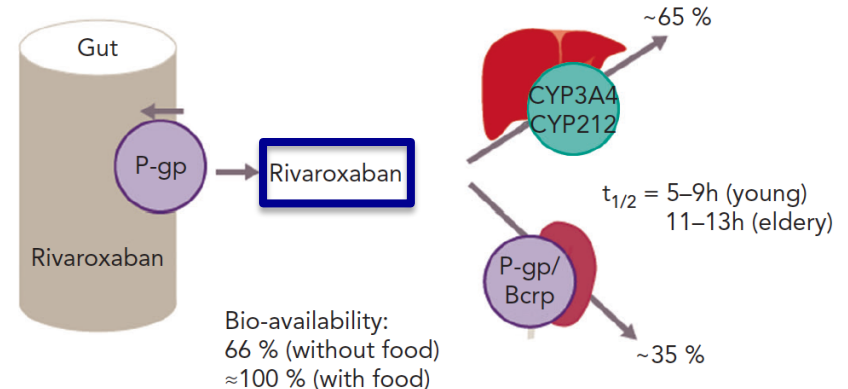 Gut
P-gp
Rivaroxaban
Rivaroxaban
Bio-availability:
66 % (without food)
≈100 % (with food)
~65 %
CYP3A4
CYP212
t1/2 = 5–9h (young)
11–13h (eldery)
P-gp/
Bcrp
~35 %